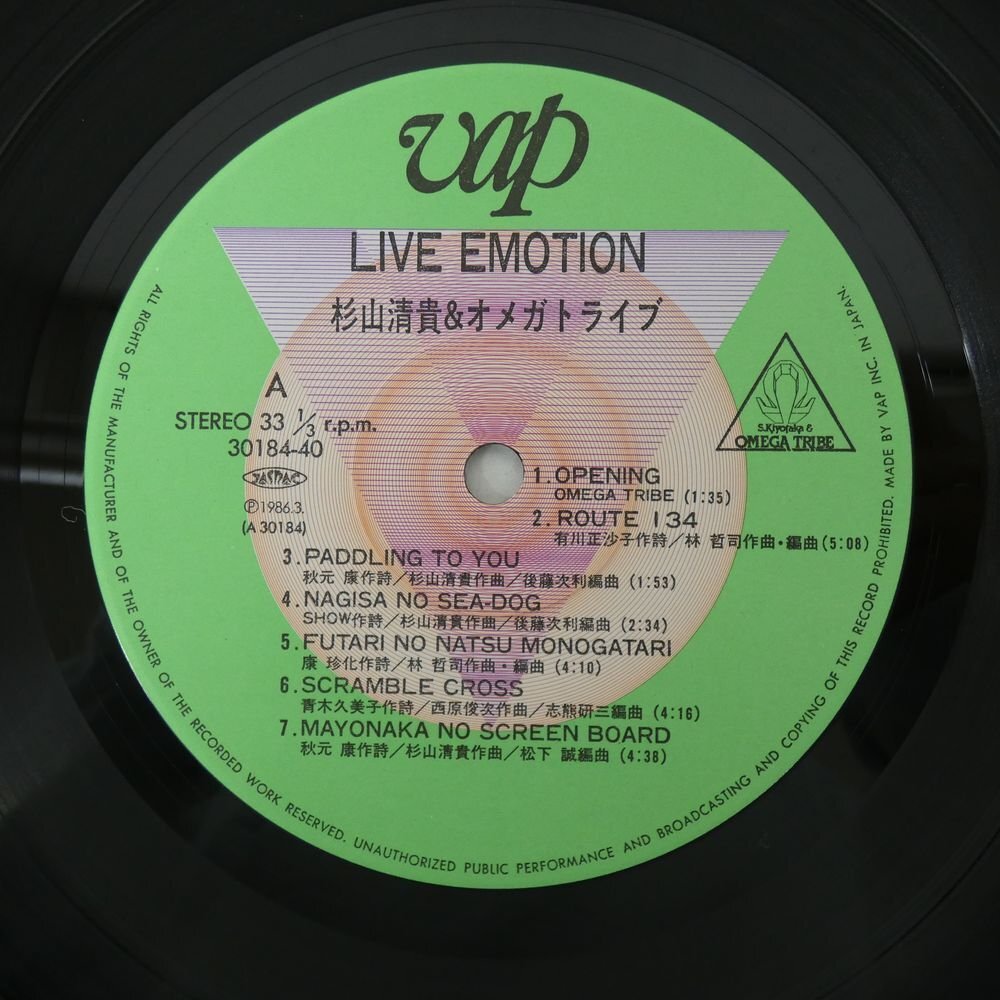 vap
LIVE EMOTION
杉山清貴&オメガトライブ
A
STEREO 33 1/3 r.p.m.
30184-40
JASRAC
Ⓟ1986.3.
(A 30184)
S.Kiyotaka &
OMEGA TRIBE
1. OPENING
OMEGA TRIBE (1:35)
2. ROUTE 134
有川正沙子作詩/林 哲司作曲・編曲(5:08)
3. PADDLING TO YOU
秋元 康作詩/杉山清貴作曲/後藤次利編曲 (1:53)
4. NAGISA NO SEA-DOG
SHOW作詩/杉山清貴作曲/後藤次利編曲 (2:34)
5. FUTARI NO NATSU MONOGATARI
康 珍化作詩/林 哲司作曲・編曲 (4:10)
6. SCRAMBLE CROSS
青木久美子作詩/西原俊次作曲/志熊研三編曲 (4:16)
7. MAYONAKA NO SCREEN BOARD
秋元 康作詩/杉山清貴作曲/松下 誠編曲 (4:38)
ALL RIGHTS OF THE MANUFACTURER AND OF THE OWNER OF THE RECORDED WORK RESERVED. UNAUTHORIZED PUBLIC PERFORMANCE AND BROADCASTING AND COPYING OF THIS RECORD PROHIBITED. MADE BY VAP INC. IN JAPAN.